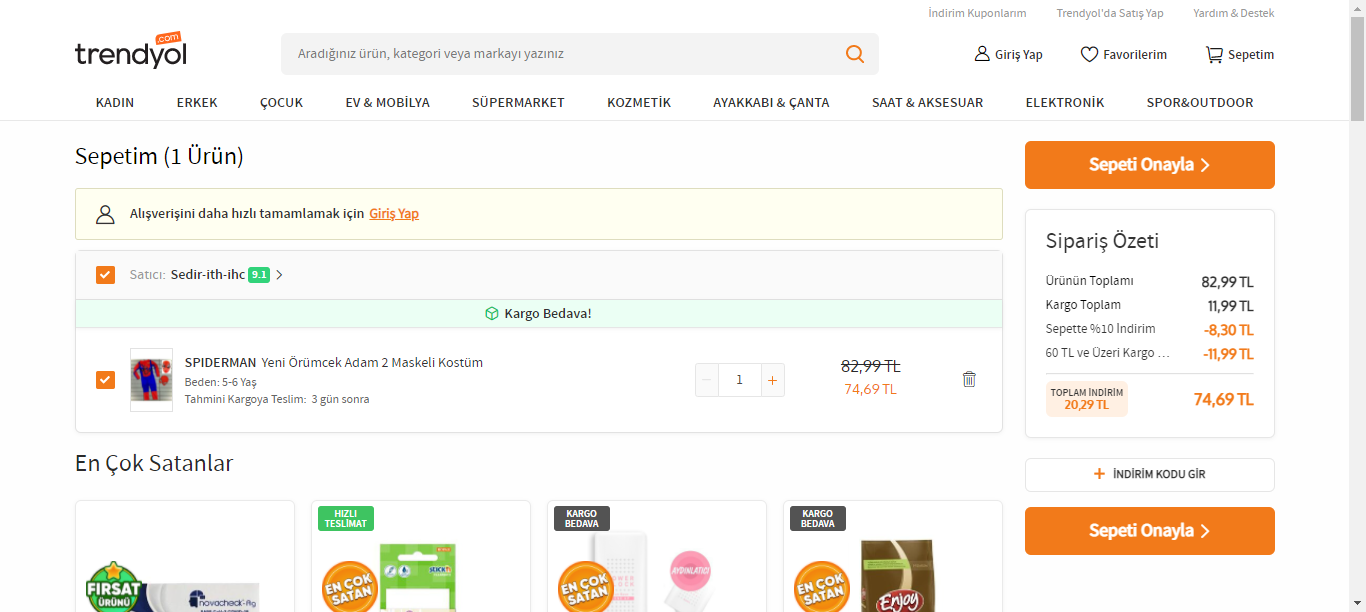 İndirim Kuponlarım Trendyol'da Satış Yap Yardım & Destek
trendyol.com
Aradığınız ürün, kategori veya markayı yazınız
Giriş Yap Favorilerim Sepetim
KADIN ERKEK ÇOCUK EV & MOBİLYA SÜPERMARKET KOZMETİK AYAKKABI & ÇANTA SAAT & AKSESUAR ELEKTRONİK SPOR&OUTDOOR
Sepetim (1 Ürün)
Alışverişini daha hızlı tamamlamak için Giriş Yap
Satıcı: Sedir-ith-ihc 9.1
Kargo Bedava!
SPIDERMAN Yeni Örümcek Adam 2 Maskeli Kostüm
Beden: 5-6 Yaş
Tahmini Kargoya Teslim: 3 gün sonra
− 1 +
82,99 TL
74,69 TL
Sepeti Onayla
Sipariş Özeti
Ürünün Toplamı 82,99 TL
Kargo Toplam 11,99 TL
Sepette %10 İndirim -8,30 TL
60 TL ve Üzeri Kargo ... -11,99 TL
TOPLAM İNDİRİM
20,29 TL
74,69 TL
+ İNDİRİM KODU GİR
Sepeti Onayla
En Çok Satanlar
FIRSAT
ÜRÜNÜ
novacheck
HIZLI
TESLİMAT
EN ÇOK
SATAN
KARGO
BEDAVA
EN ÇOK
SATAN
AYDINLATICI
KARGO
BEDAVA
EN ÇOK
SATAN
Enjoy